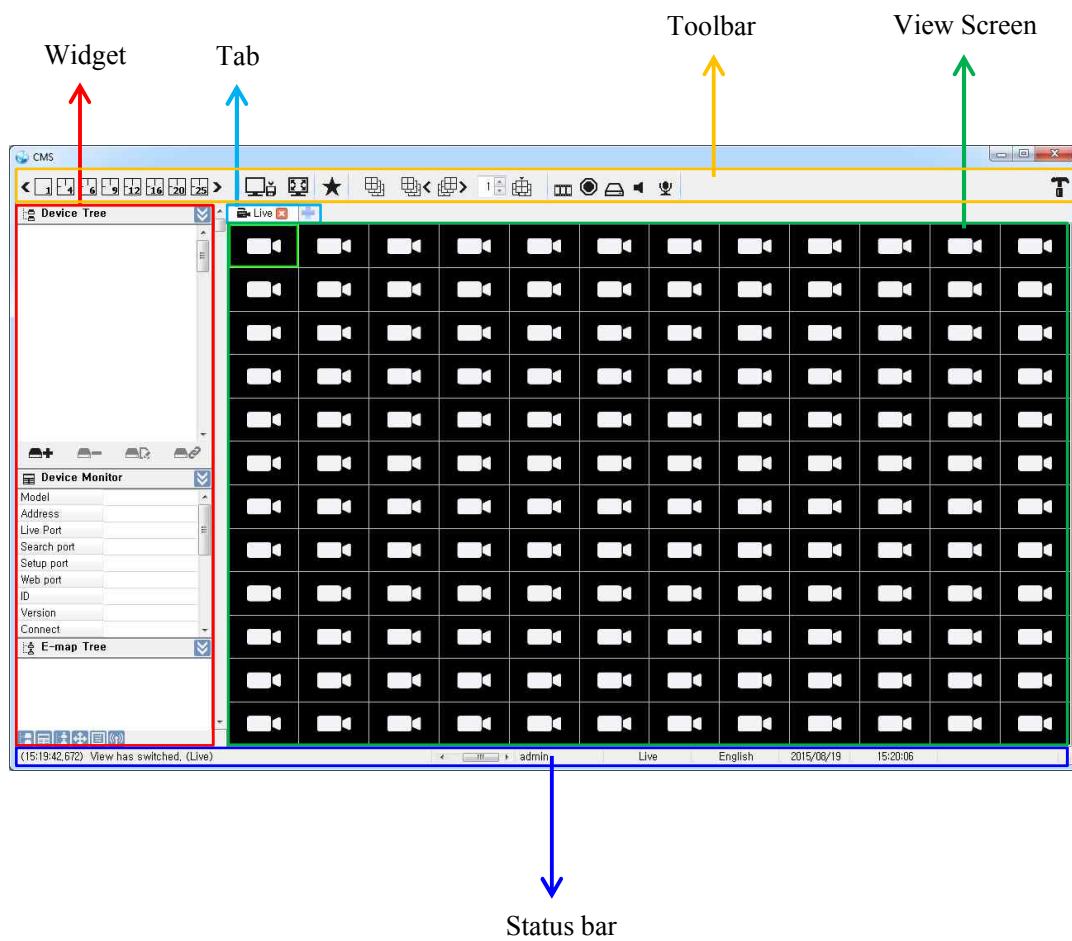 Toolbar
View Screen
Widget
Tab
CMS
1 4 6 9 12 16 20 25
1
Device Tree
Live
Device Monitor
Model
Address
Live Port
Search port
Setup port
Web port
ID
Version
Connect
E-map Tree
(15:19:42,672) View has switched, (Live)
admin
Live
English
2015/08/19
15:20:06
Status bar